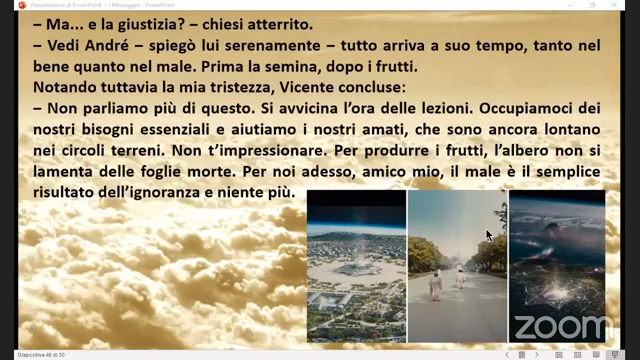 Presentazione di PowerPoint - I Messaggeri - PowerPoint
– Ma... e la giustizia? – chiesi atterrito.
– Vedi André – spiegò lui serenamente – tutto arriva a suo tempo, tanto nel
bene quanto nel male. Prima la semina, dopo i frutti.
Notando tuttavia la mia tristezza, Vicente concluse:
– Non parliamo più di questo. Si avvicina l’ora delle lezioni. Occupiamoci dei
nostri bisogni essenziali e aiutiamo i nostri amati, che sono ancora lontano
nei circoli terreni. Non t’impressionare. Per produrre i frutti, l’albero non si
lamenta delle foglie morte. Per noi adesso, amico mio, il male è il semplice
risultato dell’ignoranza e niente più.
zoom
Diapositiva 46 di 50